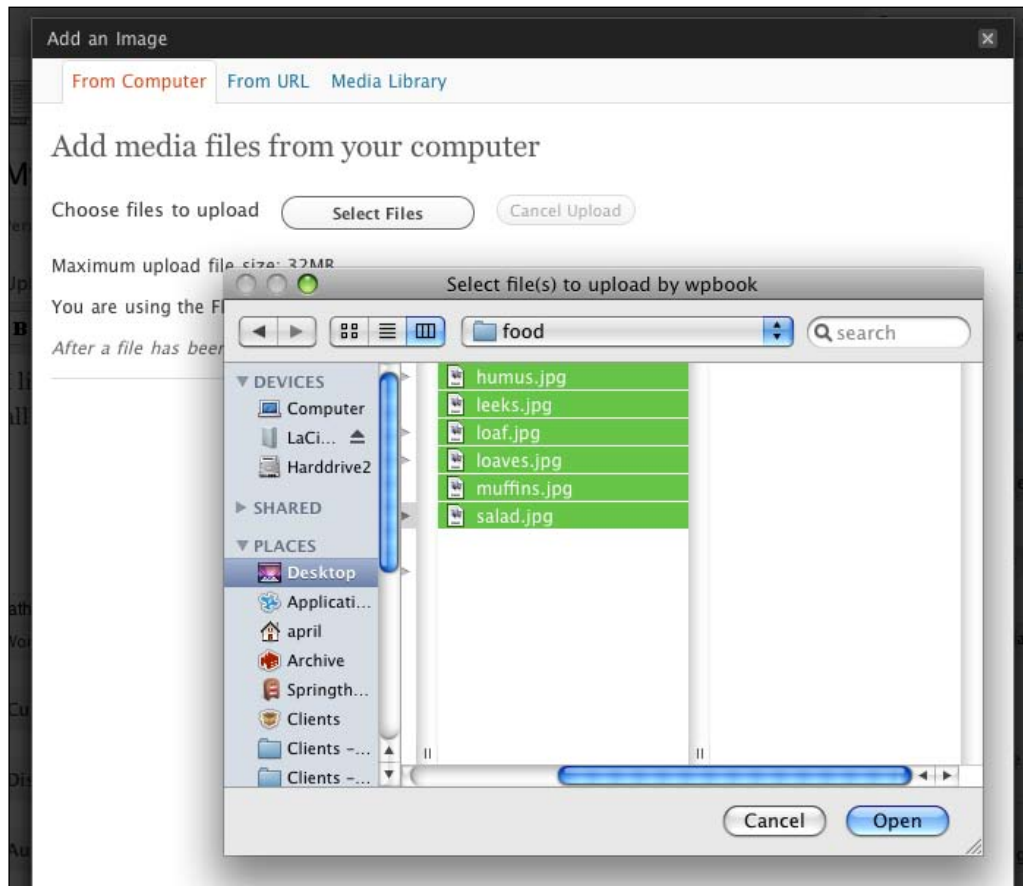 Add an Image
From Computer From URL Media Library
Add media files from your computer
Choose files to upload Select Files Cancel Upload
Maximum upload file size: 32MB
You are using the Fl
After a file has been
Select file(s) to upload by wpbook
food
search
DEVICES
Computer
LaCi...
Harddrive2
SHARED
PLACES
Desktop
Applicati...
april
Archive
Springth...
Clients
Clients -...
Clients -...
humus.jpg
leeks.jpg
loaf.jpg
loaves.jpg
muffins.jpg
salad.jpg
Cancel Open